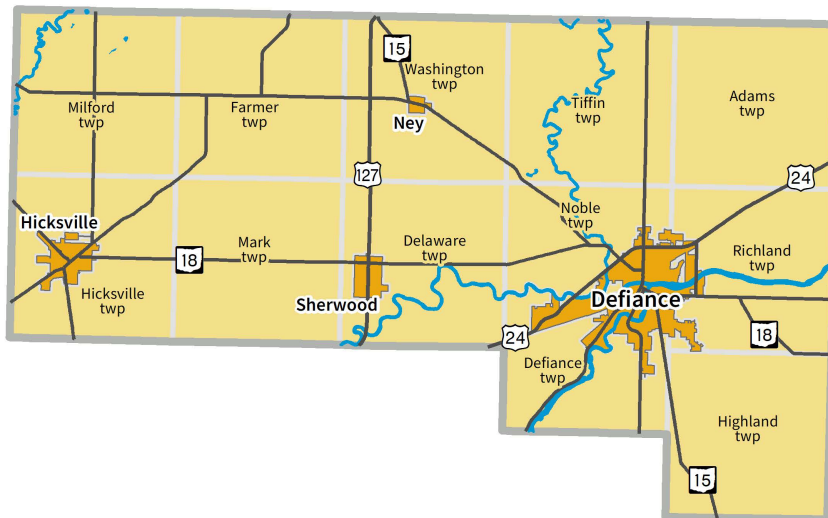 15
Washington
twp
Milford
twp
Farmer
twp
Tiffin
twp
Adams
twp
Ney
127
24
Hicksville
Noble
twp
Mark
twp
Delaware
twp
Richland
twp
18
Hicksville
twp
Sherwood
Defiance
24
18
Defiance
twp
Highland
twp
15